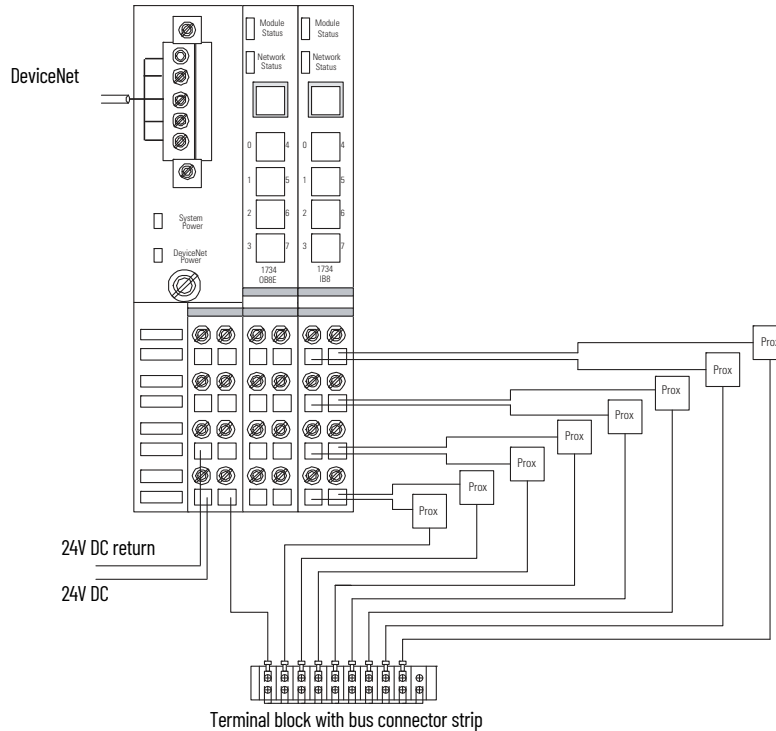 Module Status
Module Status
DeviceNet
Network Status
Network Status
0 4
0 4
1 5
1 5
2 6
2 6
System Power
3 7
3 7
DeviceNet Power
1734 OB8E
1734 IB8
Prox
Prox
Prox
Prox
Prox
Prox
Prox
Prox
24V DC return
24V DC
Terminal block with bus connector strip